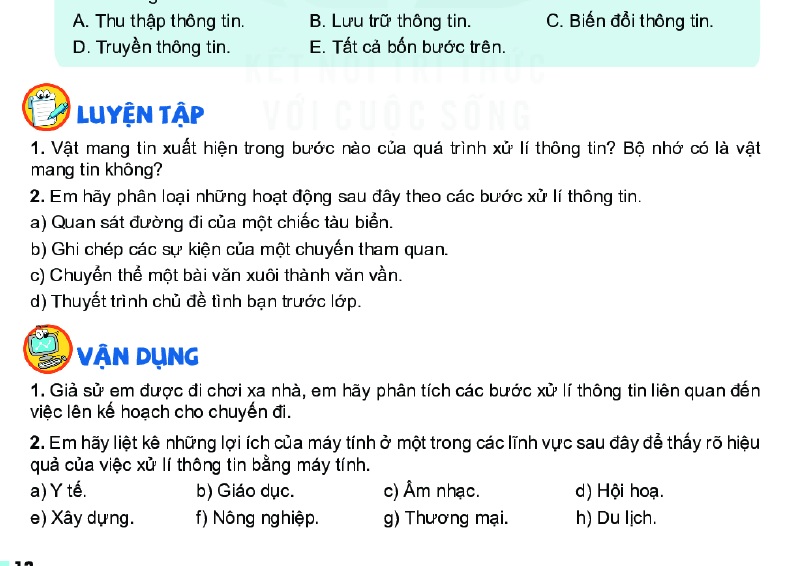 A. Thu thập thông tin. B. Lưu trữ thông tin. C. Biến đổi thông tin.
D. Truyền thông tin. E. Tất cả bốn bước trên.
KẾT NỐI TRI THỨC
VỚI CUỘC SỐNG
LUYỆN TẬP
1. Vật mang tin xuất hiện trong bước nào của quá trình xử lí thông tin? Bộ nhớ có là vật
mang tin không?
2. Em hãy phân loại những hoạt động sau đây theo các bước xử lí thông tin.
a) Quan sát đường đi của một chiếc tàu biển.
b) Ghi chép các sự kiện của một chuyến tham quan.
c) Chuyển thể một bài văn xuôi thành văn vần.
d) Thuyết trình chủ đề tình bạn trước lớp.
VẬN DỤNG
1. Giả sử em được đi chơi xa nhà, em hãy phân tích các bước xử lí thông tin liên quan đến
việc lên kế hoạch cho chuyến đi.
2. Em hãy liệt kê những lợi ích của máy tính ở một trong các lĩnh vực sau đây để thấy rõ hiệu
quả của việc xử lí thông tin bằng máy tính.
a) Y tế. b) Giáo dục. c) Âm nhạc. d) Hội hoạ.
e) Xây dựng. f) Nông nghiệp. g) Thương mại. h) Du lịch.